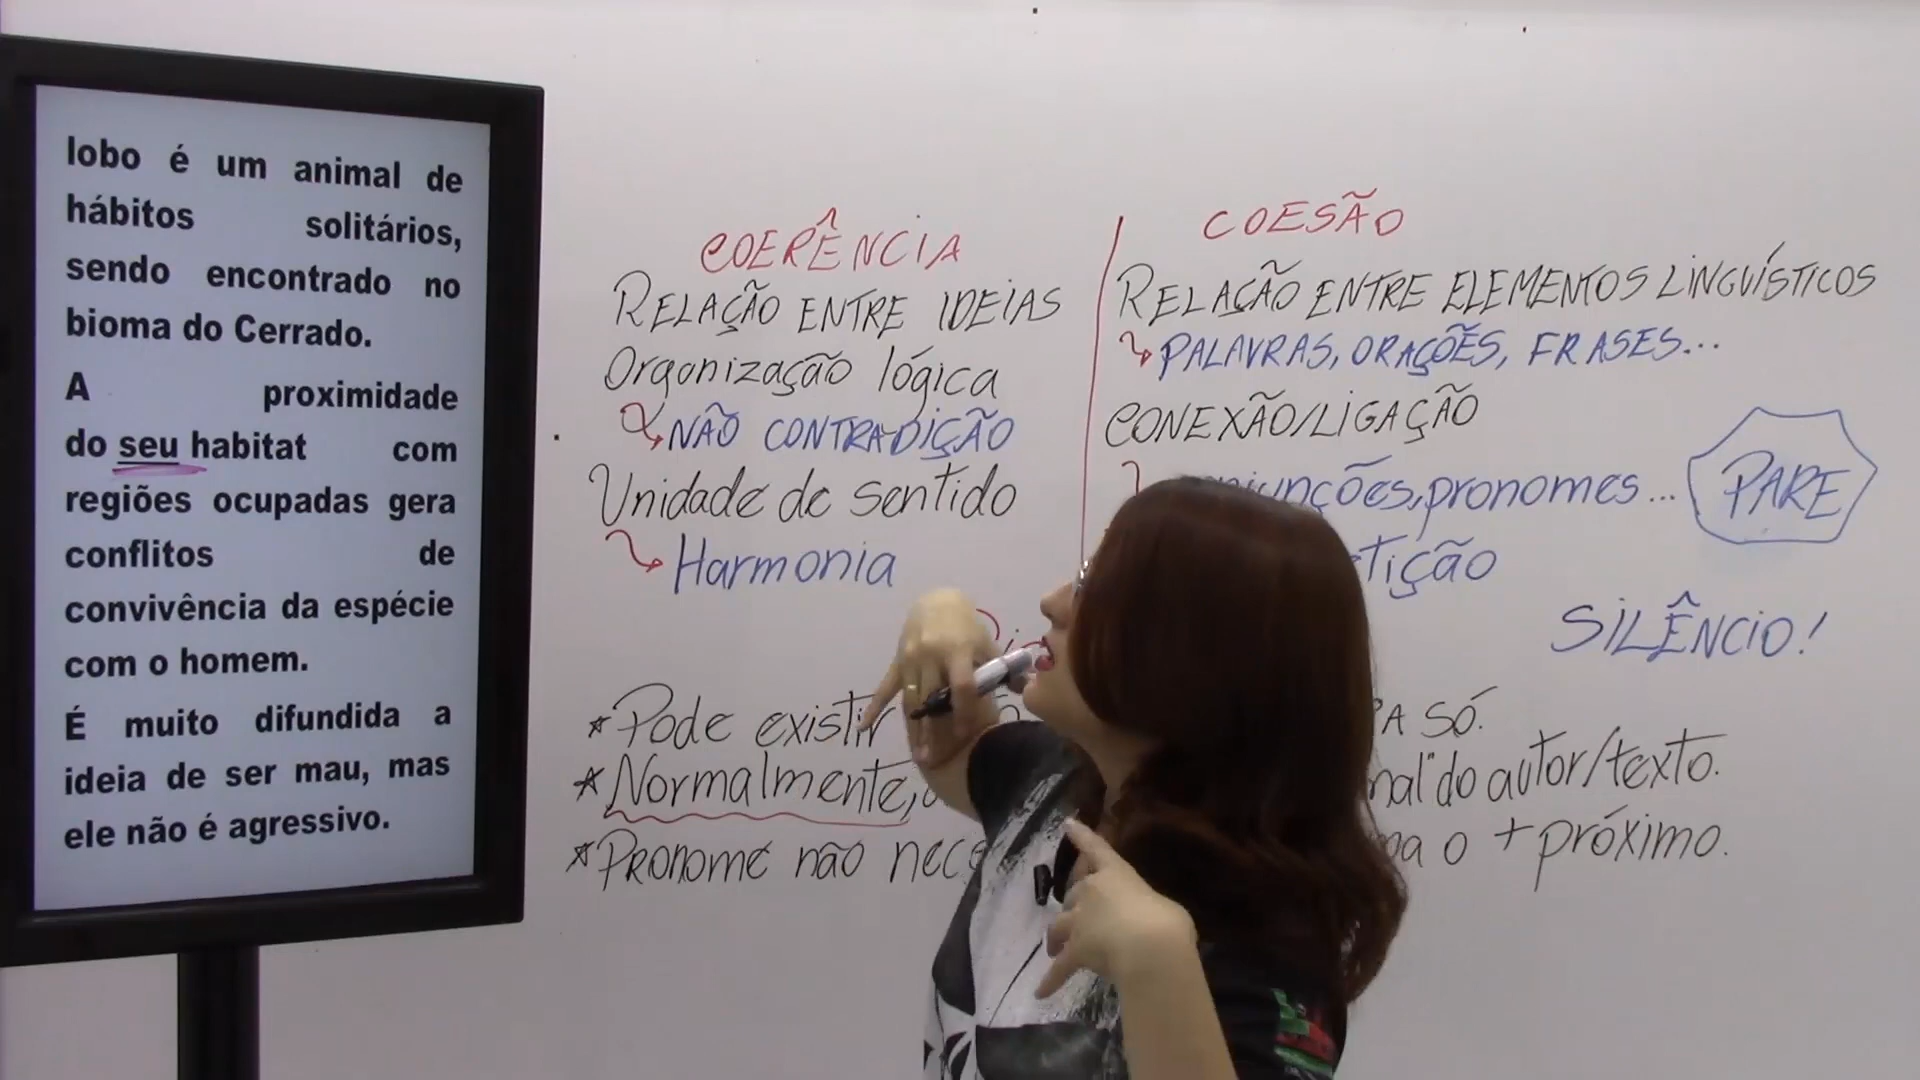 lobo é um animal de
hábitos solitários,
sendo encontrado no
bioma do Cerrado.
A proximidade
do seu habitat com
regiões ocupadas gera
conflitos de
convivência da espécie
com o homem.
É muito difundida a
ideia de ser mau, mas
ele não é agressivo.
COERÊNCIA
RELAÇÃO ENTRE IDEIAS
Organização lógica
NÃO CONTRADIÇÃO
Unidade de sentido
Harmonia
COESÃO
RELAÇÃO ENTRE ELEMENTOS LINGUÍSTICOS
PALAVRAS, ORAÇÕES, FRASES...
CONEXÃO/LIGAÇÃO
pronomes...
PARE
SILÊNCIO!
*Pode existir SÓ.
*Normalmente, do autor/texto.
*PRONOME não o + próximo.